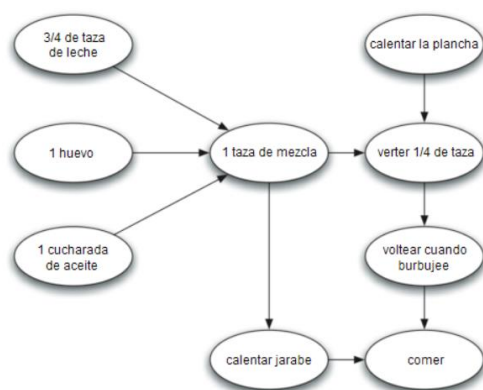 3/4 de taza
de leche
calentar la plancha
1 huevo
1 taza de mezcla
verter 1/4 de taza
1 cucharada
de aceite
voltear cuando
burbujee
calentar jarabe
comer